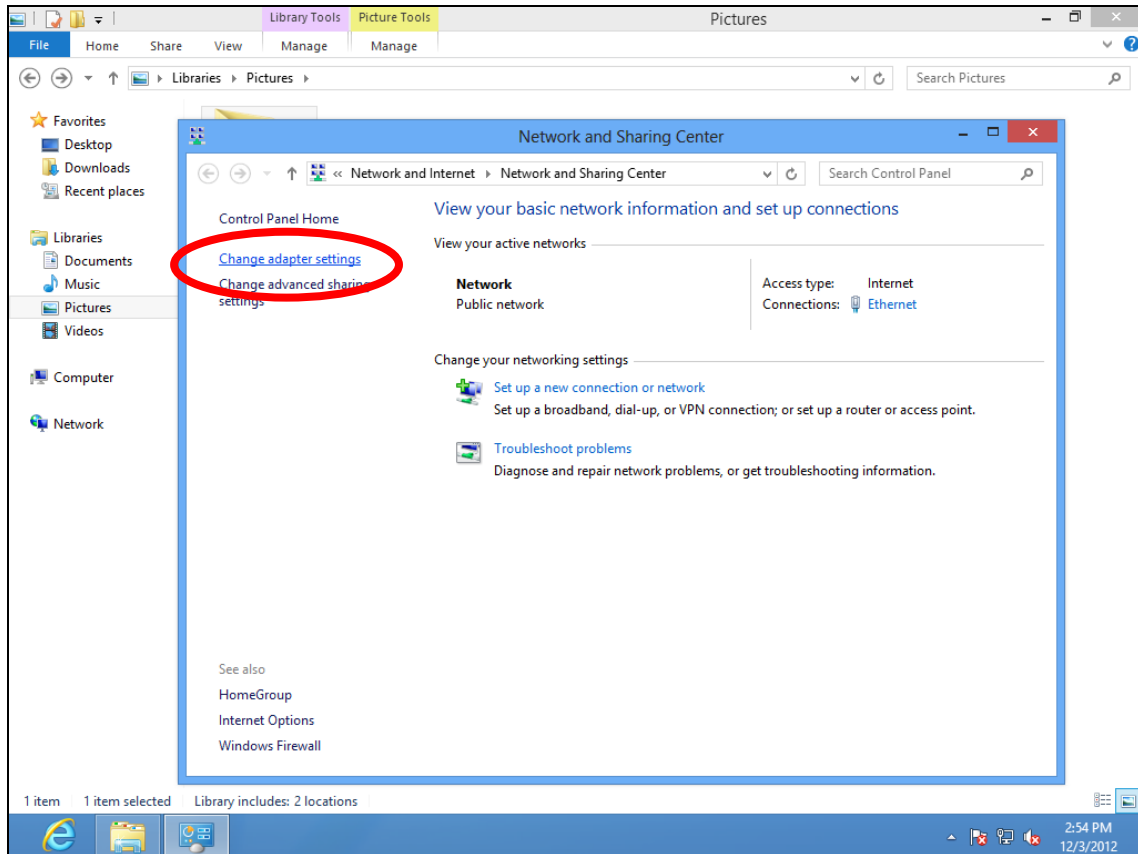 Library Tools Picture Tools Pictures
File Home Share View Manage Manage
Libraries Pictures
Search Pictures
Favorites
Desktop
Downloads
Recent places
Libraries
Documents
Music
Pictures
Videos
Computer
Network
Network and Sharing Center
« Network and Internet Network and Sharing Center
Search Control Panel
Control Panel Home
Change adapter settings
Change advanced sharing
settings
View your basic network information and set up connections
View your active networks
Network
Public network
Access type: Internet
Connections: Ethernet
Change your networking settings
Set up a new connection or network
Set up a broadband, dial-up, or VPN connection; or set up a router or access point.
Troubleshoot problems
Diagnose and repair network problems, or get troubleshooting information.
See also
HomeGroup
Internet Options
Windows Firewall
1 item 1 item selected Library includes: 2 locations
2:54 PM
12/3/2012